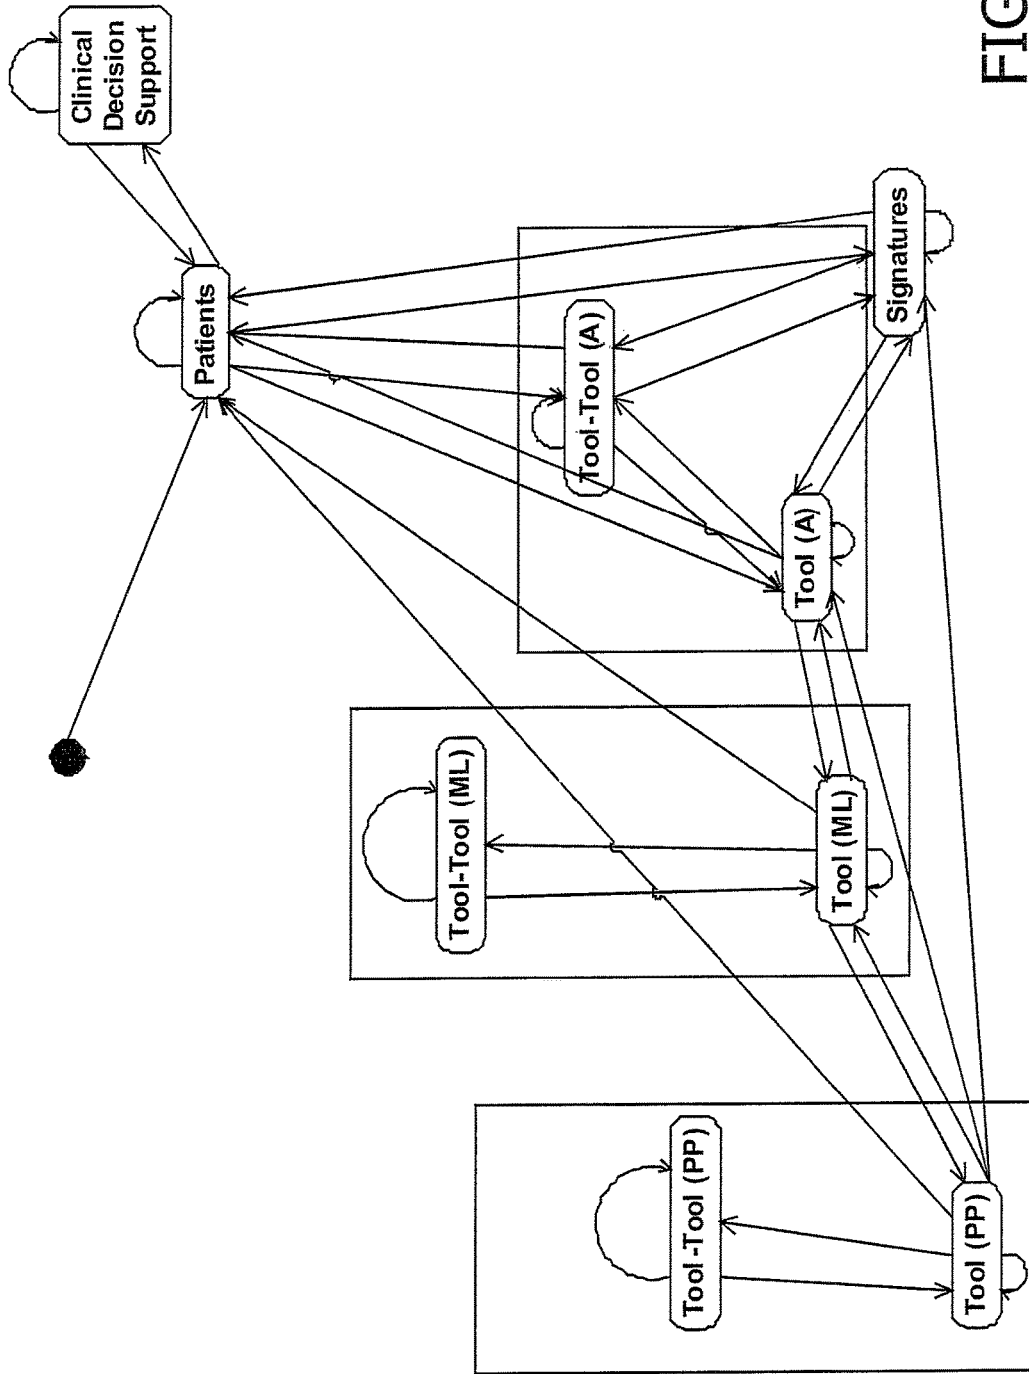 Clinical
Decision
Support
Patients
Tool-Tool (A)
Signatures
Tool (A)
Tool-Tool (ML)
Tool (ML)
Tool-Tool (PP)
Tool (PP)
FIG